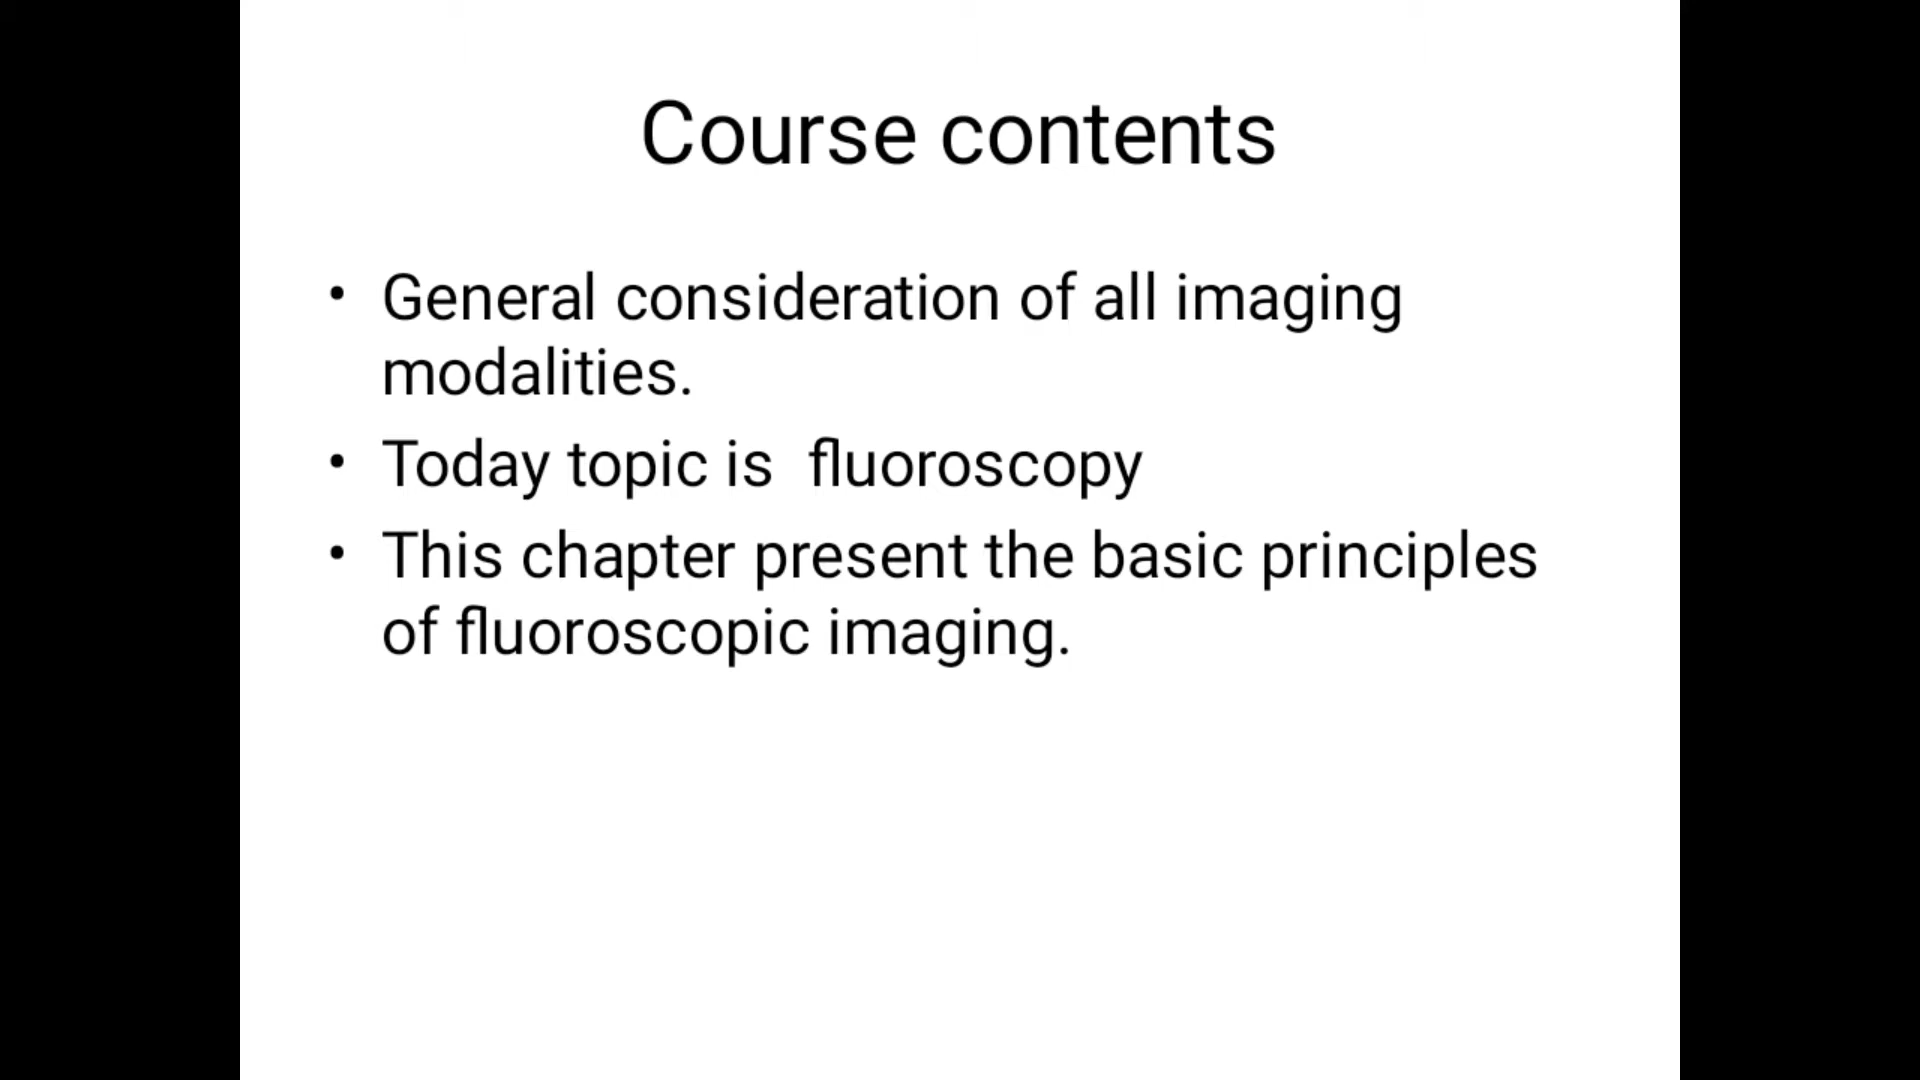 Course contents
• General consideration of all imaging
modalities.
• Today topic is  fluoroscopy
• This chapter present the basic principles
of fluoroscopic imaging.